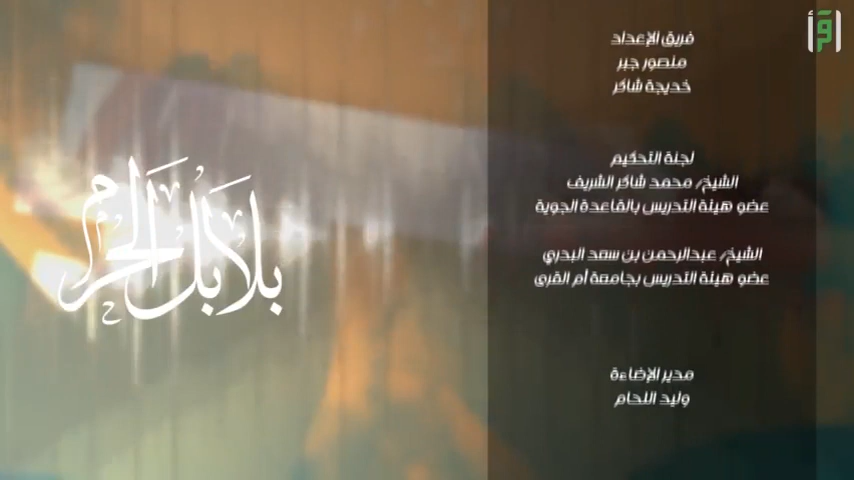 اقرأ
فريق الإعداد
منصور جبر
خديجة شاكر
لجنة التحكيم
الشيخ/ محمد شاكر الشريف
عضو هيئة التدريس بالقاعدة الجوية
الشيخ/ عبدالرحمن بن سعد البدري
عضو هيئة التدريس بجامعة أم القرى
مدير الإضاءة
وليد اللحام
بلابل الحرم